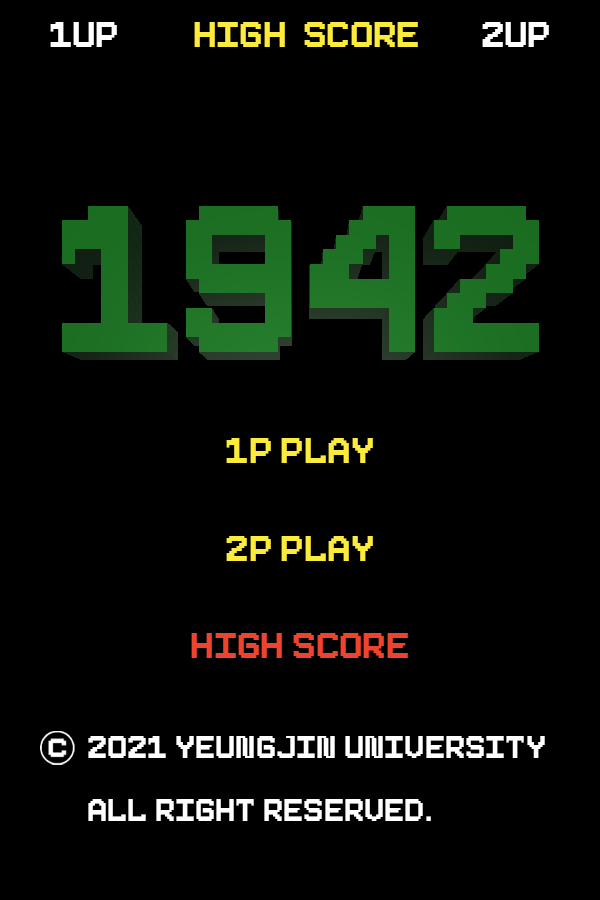 1UP HIGH SCORE 2UP
1942
1P PLAY
2P PLAY
HIGH SCORE
© 2021 YEUNGJIN UNIVERSITY
ALL RIGHT RESERVED.